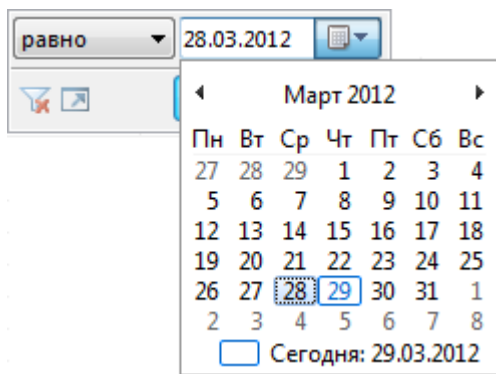 равно 28.03.2012
Март 2012
Пн Вт Ср Чт Пт Сб Вс
27 28 29 1 2 3 4
5 6 7 8 9 10 11
12 13 14 15 16 17 18
19 20 21 22 23 24 25
26 27 28 29 30 31 1
2 3 4 5 6 7 8
Сегодня: 29.03.2012